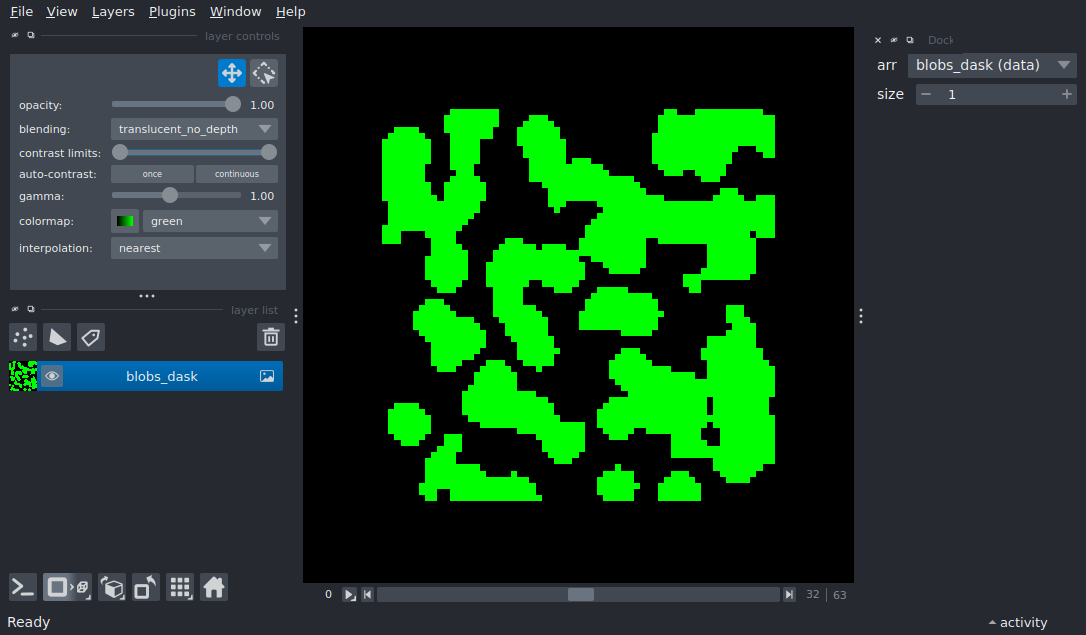 File View Layers Plugins Window Help
layer controls
opacity: 1.00
blending: translucent_no_depth
contrast limits:
auto-contrast: once continuous
gamma: 1.00
colormap: green
interpolation: nearest
layer list
blobs_dask
0 32 63
Ready
Dock
arr blobs_dask (data)
size 1
activity